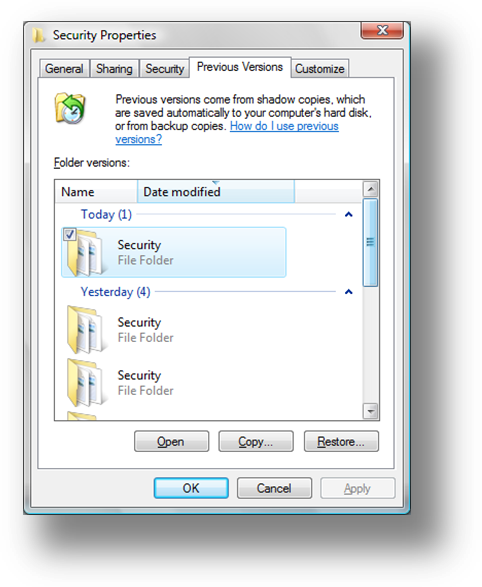 Security Properties
General Sharing Security Previous Versions Customize
Previous versions come from shadow copies, which
are saved automatically to your computer's hard disk,
or from backup copies. How do I use previous
versions?
Folder versions:
Name Date modified
Today (1)
Security
File Folder
Yesterday (4)
Security
File Folder
Security
File Folder
Open Copy... Restore...
OK Cancel Apply